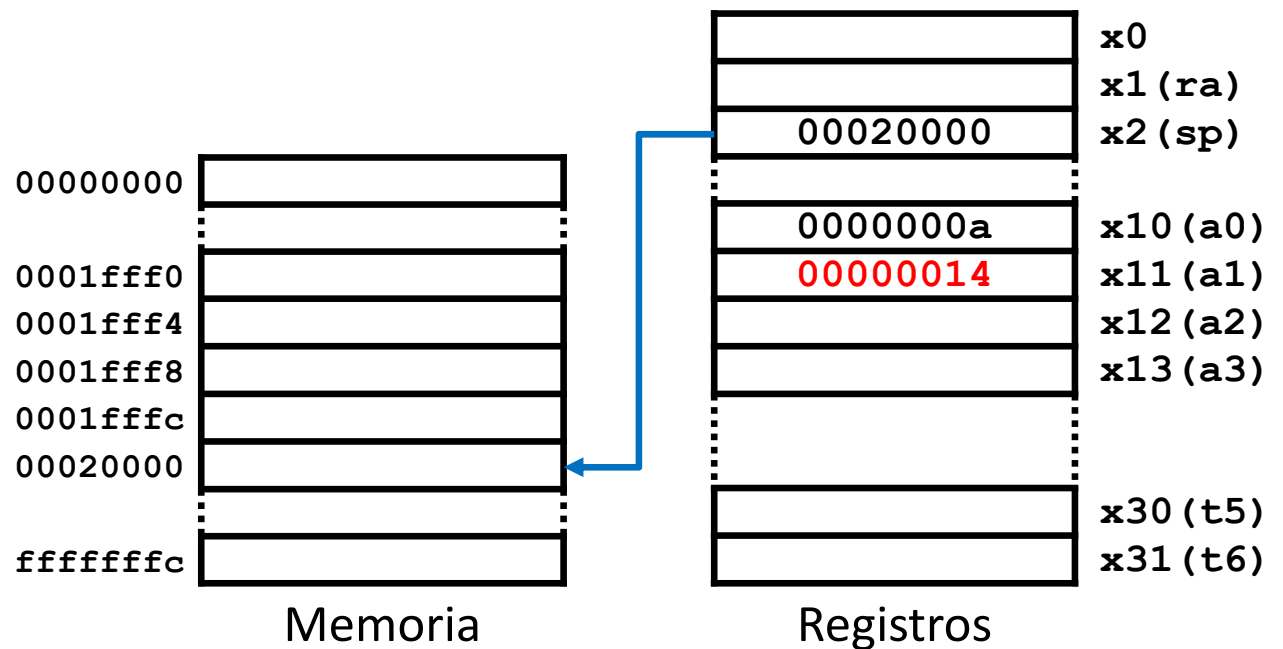 x0
x1(ra)
00020000 x2(sp)
00000000
0000000a x10(a0)
0001fff0 00000014 x11(a1)
0001fff4 x12(a2)
0001fff8 x13(a3)
0001fffc
00020000
x30(t5)
fffffffc x31(t6)
Memoria Registros